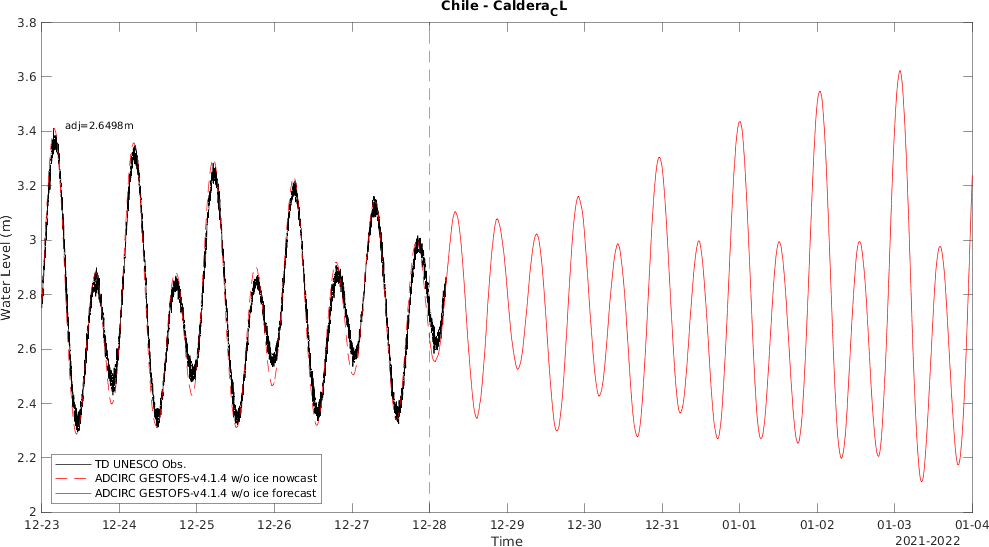 Chile - Caldera_CL
3.8
3.6
3.4
3.2
3
2.8
2.6
2.4
2.2
2
Water Level (m)
adj=2.6498m
TD UNESCO Obs.
ADCIRC GESTOFS-v4.1.4 w/o ice nowcast
ADCIRC GESTOFS-v4.1.4 w/o ice forecast
12-23 12-24 12-25 12-26 12-27 12-28 12-29 12-30 12-31 01-01 01-02 01-03 01-04
Time
2021-2022